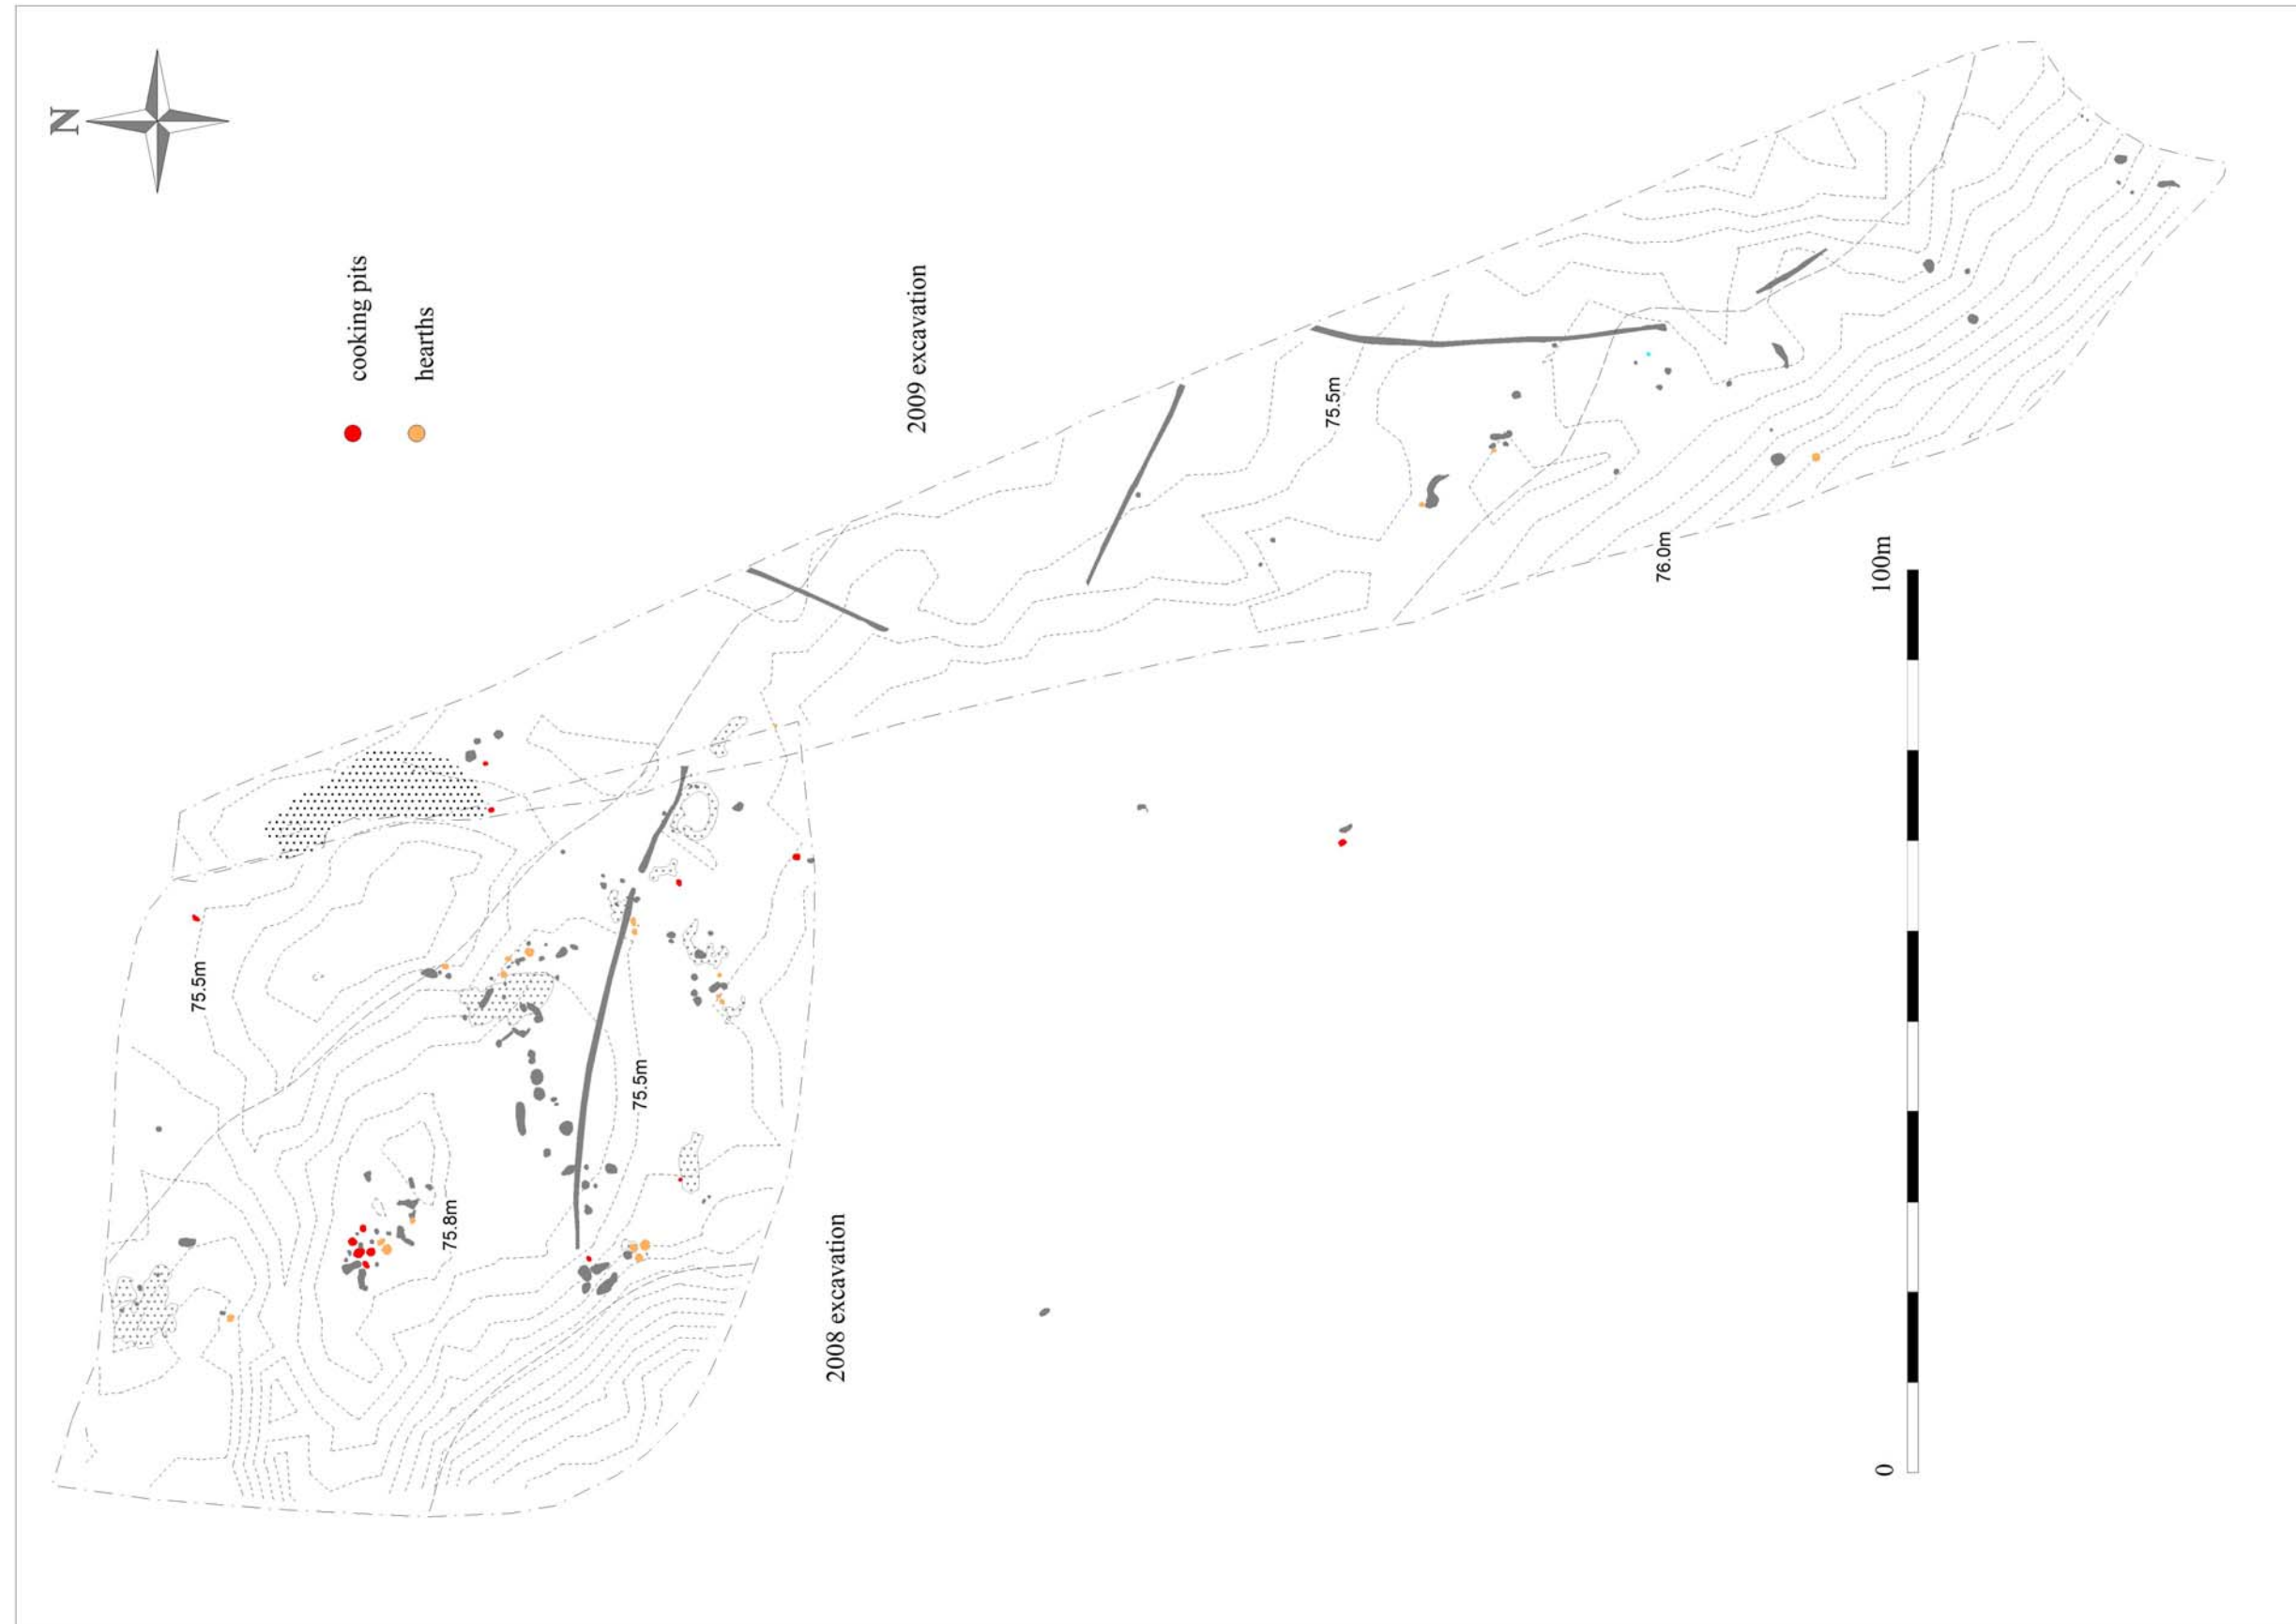 N
cooking pits
hearths
2009 excavation
75.5m
76.0m
100m
75.5m
75.5m
75.8m
2008 excavation
0